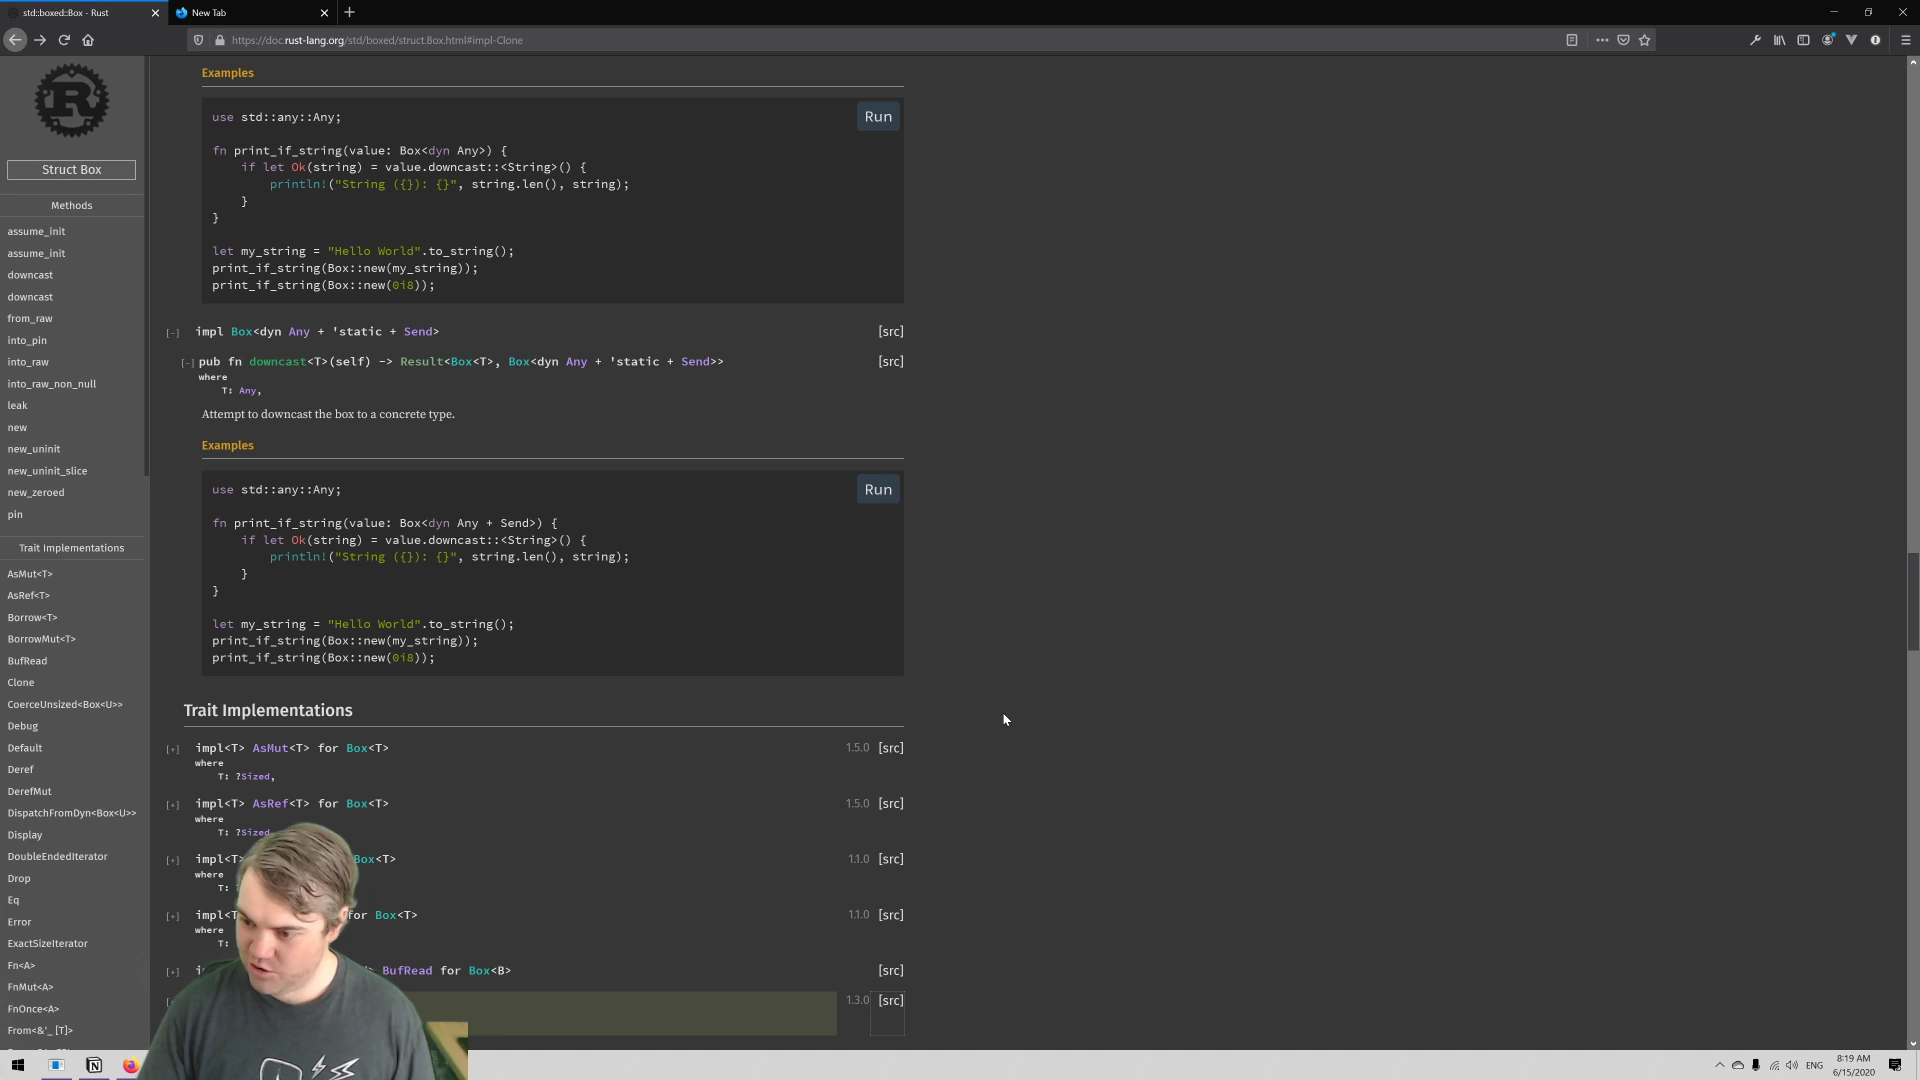 std::boxed::Box - Rust
New Tab
https://doc.rust-lang.org/std/boxed/struct.Box.html#impl-Clone
Struct Box
Methods
assume_init
assume_init
downcast
downcast
from_raw
into_pin
into_raw
into_raw_non_null
leak
new
new_uninit
new_uninit_slice
new_zeroed
pin
Trait Implementations
AsMut<T>
AsRef<T>
Borrow<T>
BorrowMut<T>
BufRead
Clone
CoerceUnsized<Box<U>>
Debug
Default
Deref
DerefMut
DispatchFromDyn<Box<U>>
Display
DoubleEndedIterator
Drop
Eq
Error
ExactSizeIterator
Fn<A>
FnMut<A>
FnOnce<A>
From<&'_ [T]>
Examples
use std::any::Any;
Run
fn print_if_string(value: Box<dyn Any>) {
if let Ok(string) = value.downcast::<String>() {
println!("String ({}): {}", string.len(), string);
}
}
let my_string = "Hello World".to_string();
print_if_string(Box::new(my_string));
print_if_string(Box::new(0i8));
[-] impl Box<dyn Any + 'static + Send> [src]
[-] pub fn downcast<T>(self) -> Result<Box<T>, Box<dyn Any + 'static + Send>> [src]
where
T: Any,
Attempt to downcast the box to a concrete type.
Examples
use std::any::Any;
Run
fn print_if_string(value: Box<dyn Any + Send>) {
if let Ok(string) = value.downcast::<String>() {
println!("String ({}): {}", string.len(), string);
}
}
let my_string = "Hello World".to_string();
print_if_string(Box::new(my_string));
print_if_string(Box::new(0i8));
Trait Implementations
[+] impl<T> AsMut<T> for Box<T> 1.5.0 [src]
where
T: ?Sized,
[+] impl<T> AsRef<T> for Box<T> 1.5.0 [src]
where
T: ?Sized
[+] impl<T> Box<T> 1.1.0 [src]
where
T:
[+] impl<T for Box<T> 1.1.0 [src]
where
T:
[+] BufRead for Box<B> [src]
1.3.0 [src]
ENG
8:19 AM
6/15/2020